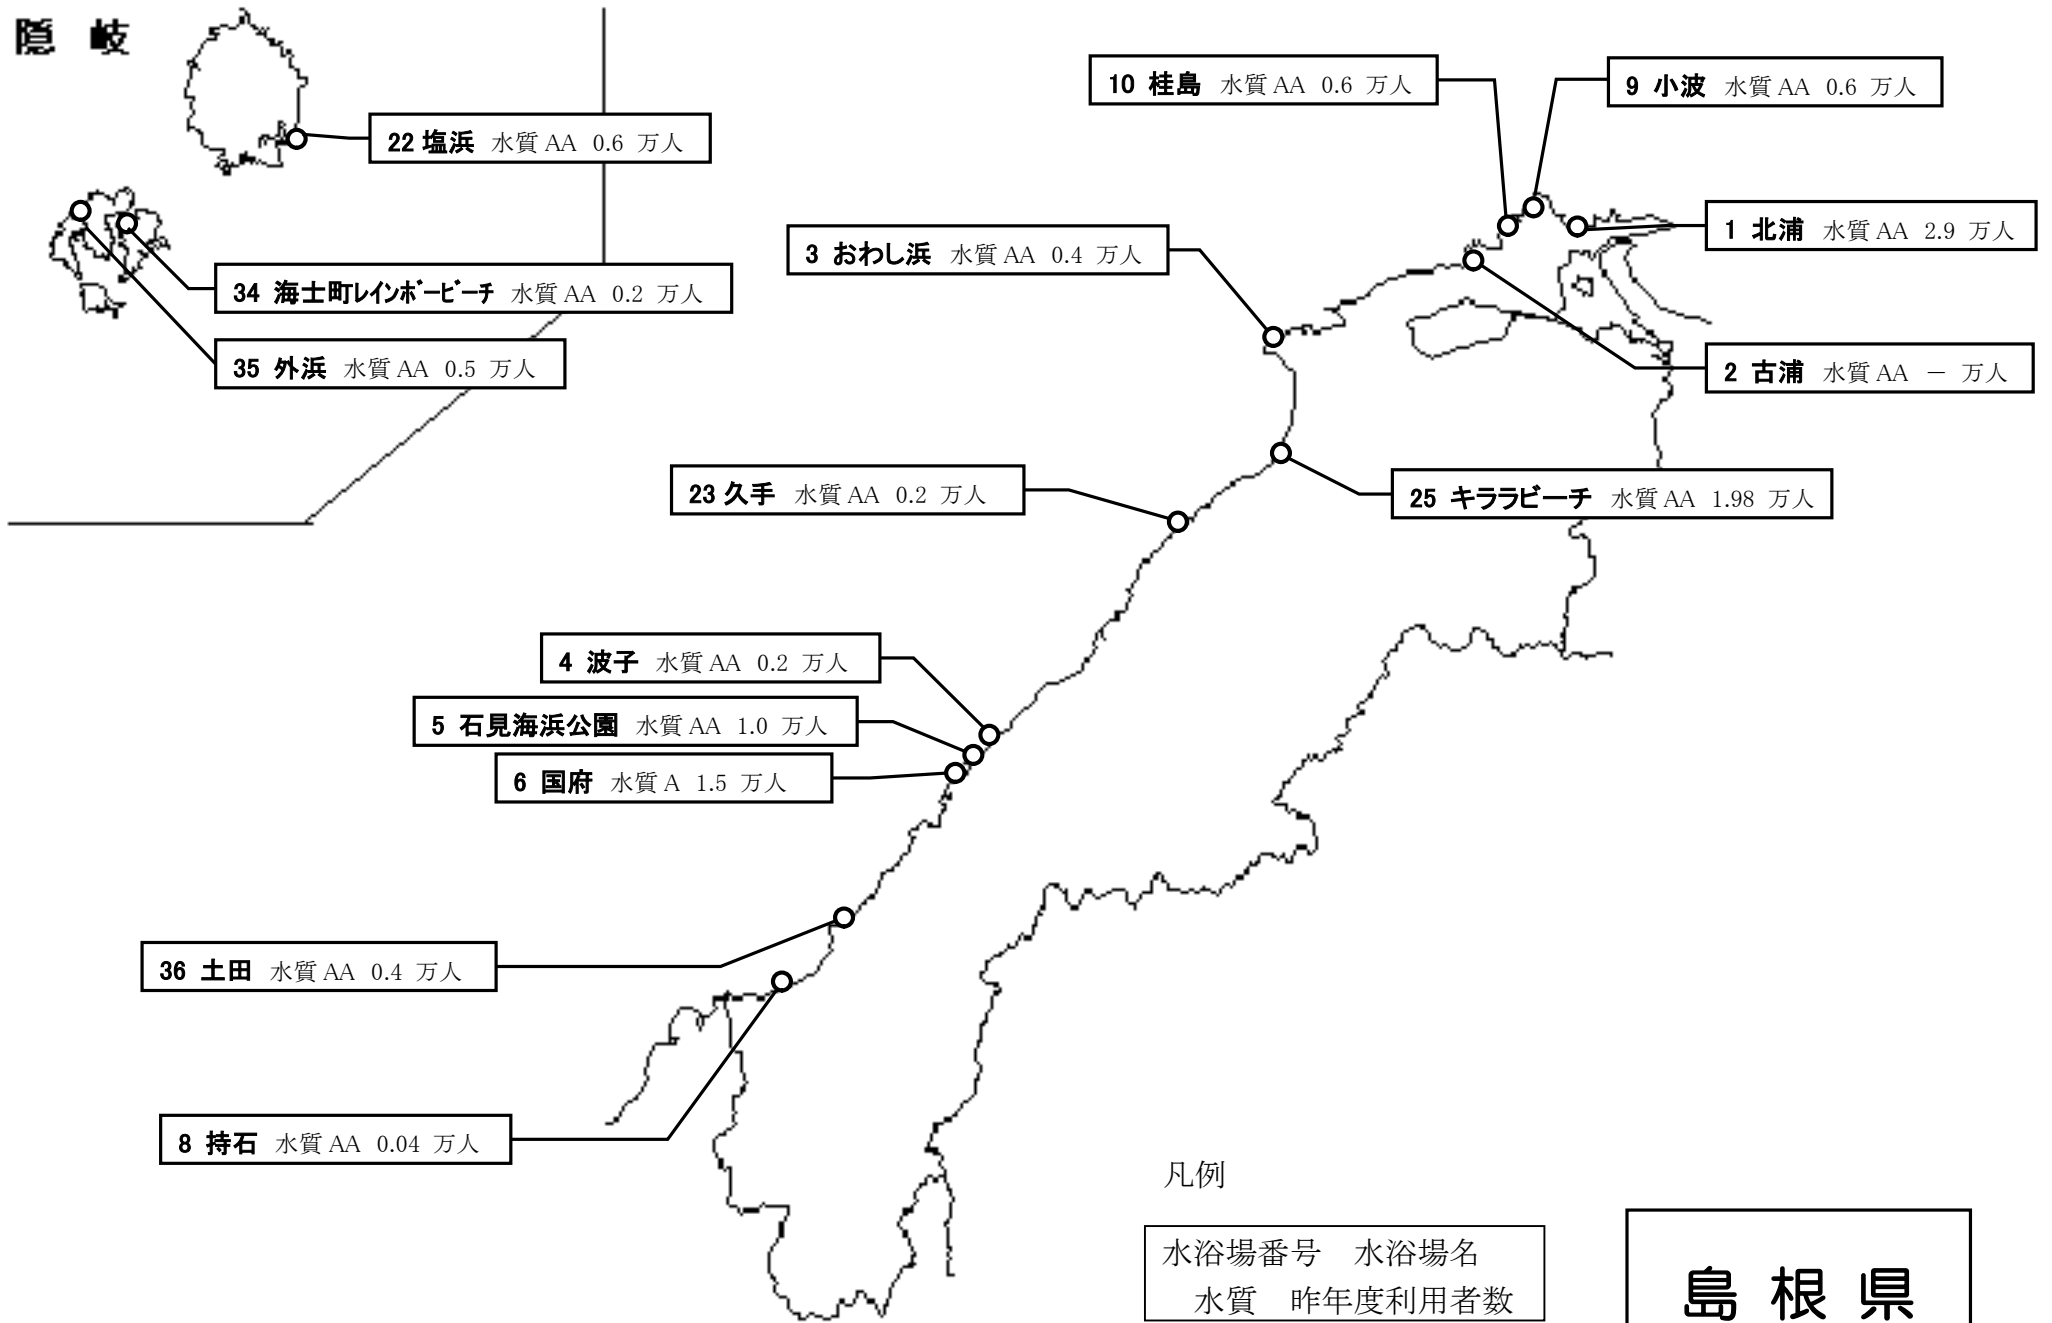 隠 岐
10 桂島 水質 AA 0.6 万人
9 小波 水質 AA 0.6 万人
22 塩浜 水質 AA 0.6 万人
1 北浦 水質 AA 2.9 万人
3 おわし浜 水質 AA 0.4 万人
34 海士町ﾚｲﾝﾎﾞｰﾋﾞｰﾁ 水質 AA 0.2 万人
35 外浜 水質 AA 0.5 万人
2 古浦 水質 AA － 万人
23 久手 水質 AA 0.2 万人
25 キララビーチ 水質 AA 1.98 万人
4 波子 水質 AA 0.2 万人
5 石見海浜公園 水質 AA 1.0 万人
6 国府 水質 A 1.5 万人
36 土田 水質 AA 0.4 万人
8 持石 水質 AA 0.04 万人
凡例
水浴場番号 水浴場名
水質 昨年度利用者数
島 根 県